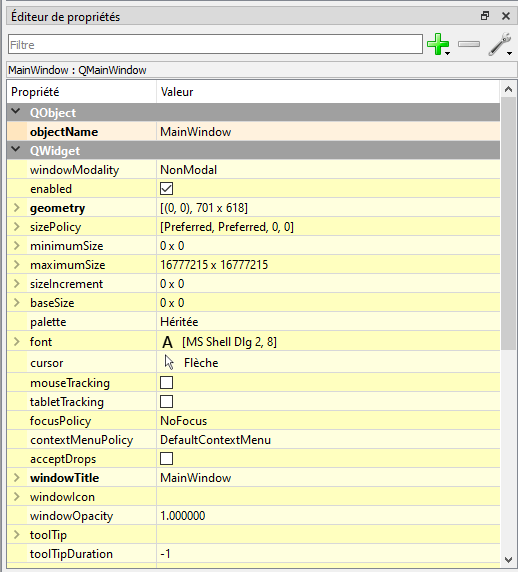 Éditeur de propriétés
Filtre
MainWindow : QMainWindow
Propriété Valeur
QObject
objectName MainWindow
QWidget
windowModality NonModal
enabled
geometry [(0, 0), 701 x 618]
sizePolicy [Preferred, Preferred, 0, 0]
minimumSize 0 x 0
maximumSize 16777215 x 16777215
sizeIncrement 0 x 0
baseSize 0 x 0
palette Héritée
font A [MS Shell Dlg 2, 8]
cursor Flèche
mouseTracking
tabletTracking
focusPolicy NoFocus
contextMenuPolicy DefaultContextMenu
acceptDrops
windowTitle MainWindow
windowIcon
windowOpacity 1.000000
toolTip
toolTipDuration -1